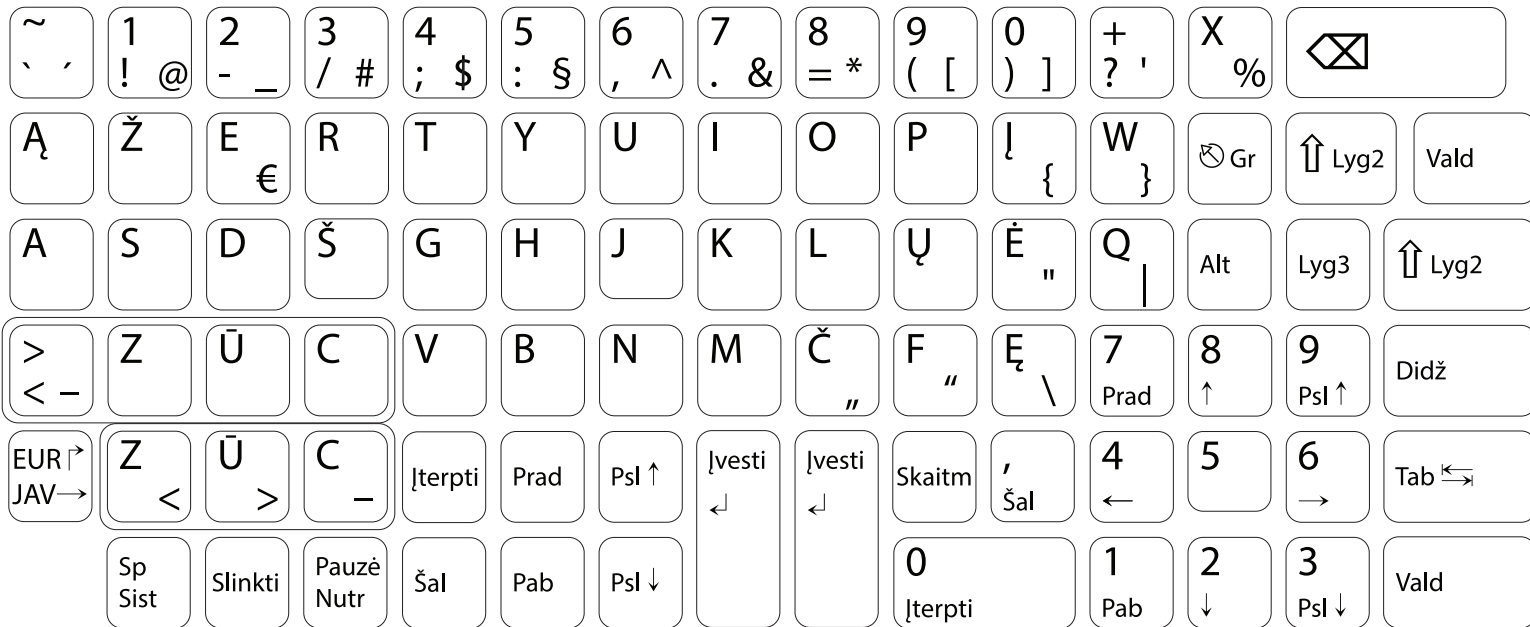 ~ 1 2 3 4 5 6 7 8 9 0 + X
` ´ ! @ - _ / # ; $ : § , ^ . & = * ( [ ) ] ? ' % ⌫
Ą Ž E R T Y U I O P Į W
€ { } Gr ⇧ Lyg2 Vald
A S D Š G H J K L Ų Ė Q
" | Alt Lyg3 ⇧ Lyg2
> Z Ū C V B N M Č F Ę 7 8 9 Didž
< – „ “ \ Prad ↑ Psl ↑
EUR ↱ Z Ū C Įterpti Prad Psl ↑ Įvesti Įvesti Skaitm , 4 5 6 Tab
JAV → < > – ↲ ↲ Šal ← →
Sp Slinkti Pauzė Šal Pab Psl ↓ 0 1 2 3 Vald
Sist Nutr Įterpti Pab ↓ Psl ↓